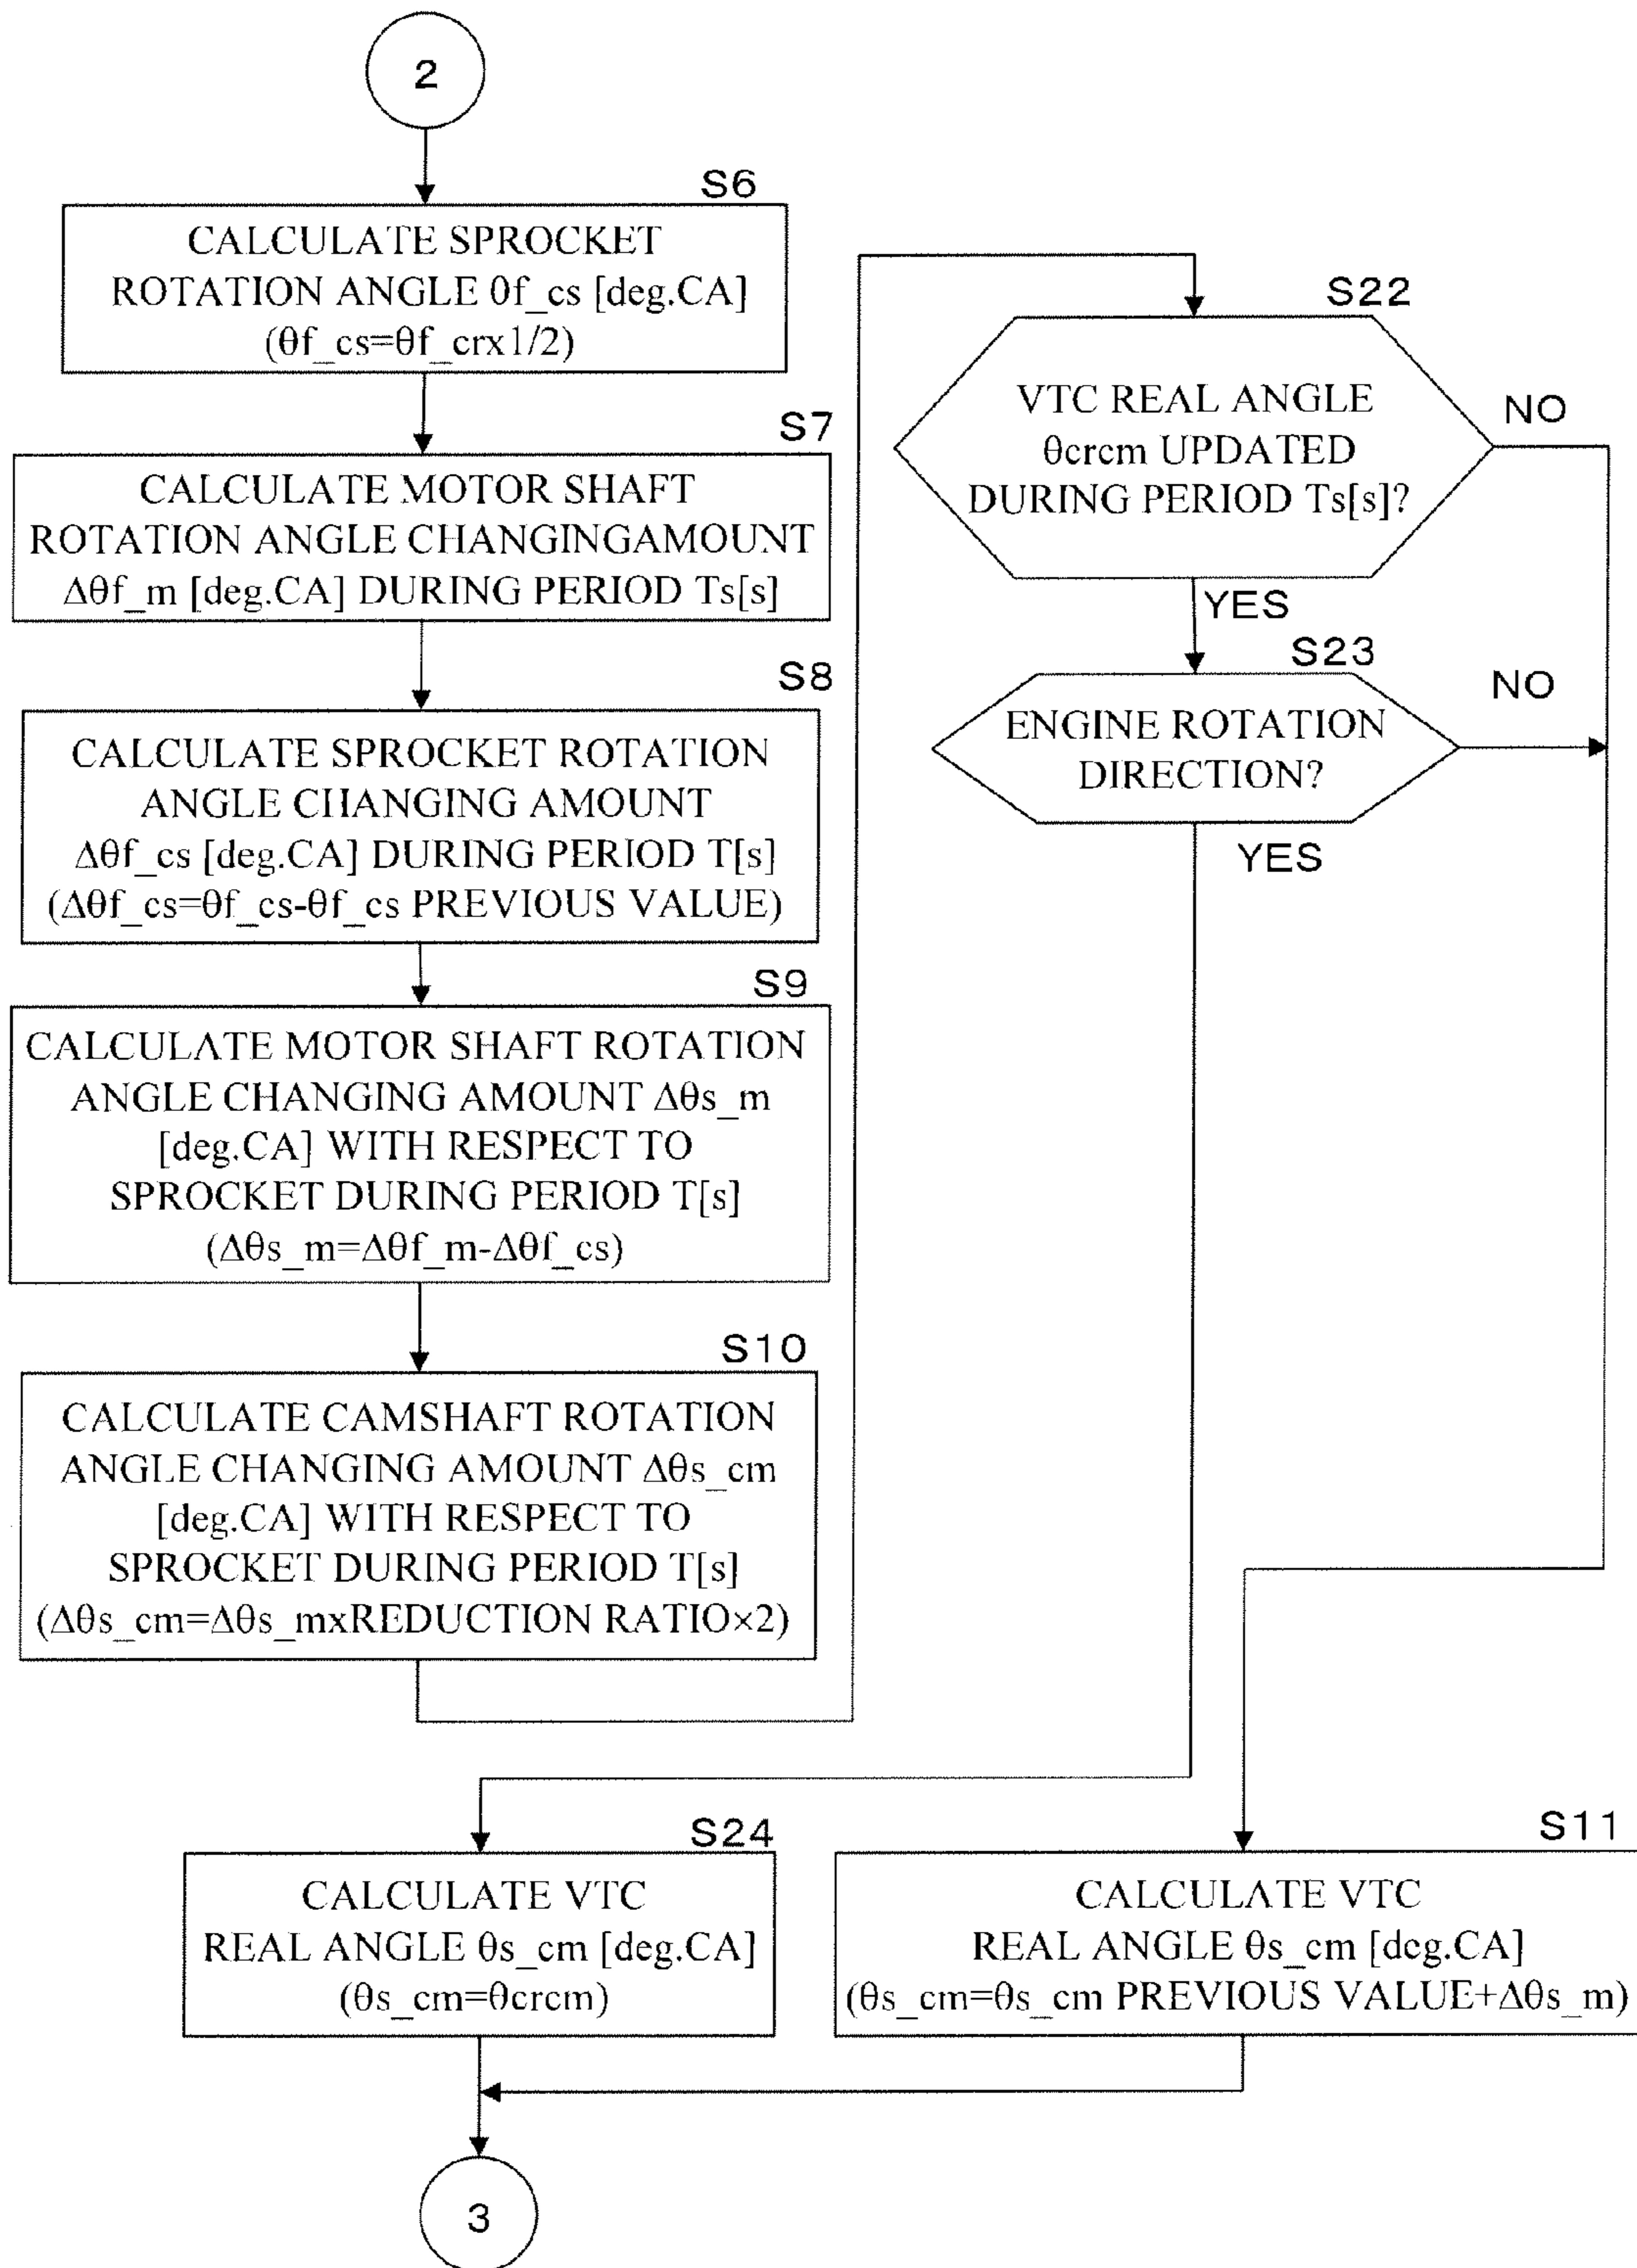 2
S6
CALCULATE SPROCKET
ROTATION ANGLE θf_cs [deg.CA]
(θf_cs=θf_crx1/2)
S7
CALCULATE MOTOR SHAFT
ROTATION ANGLE CHANGINGAMOUNT
Δθf_m [deg.CA] DURING PERIOD Ts[s]
S8
CALCULATE SPROCKET ROTATION
ANGLE CHANGING AMOUNT
Δθf_cs [deg.CA] DURING PERIOD T[s]
(Δθf_cs=θf_cs-θf_cs PREVIOUS VALUE)
S9
CALCULATE MOTOR SHAFT ROTATION
ANGLE CHANGING AMOUNT Δθs_m
[deg.CA] WITH RESPECT TO
SPROCKET DURING PERIOD T[s]
(Δθs_m=Δθf_m-Δθf_cs)
S10
CALCULATE CAMSHAFT ROTATION
ANGLE CHANGING AMOUNT Δθs_cm
[deg.CA] WITH RESPECT TO
SPROCKET DURING PERIOD T[s]
(Δθs_cm=Δθs_mxREDUCTION RATIO×2)
S22
VTC REAL ANGLE
θcrcm UPDATED
DURING PERIOD Ts[s]?
NO
YES
S23
ENGINE ROTATION
DIRECTION?
NO
YES
S24
CALCULATE VTC
REAL ANGLE θs_cm [deg.CA]
(θs_cm=θcrcm)
S11
CALCULATE VTC
REAL ANGLE θs_cm [deg.CA]
(θs_cm=θs_cm PREVIOUS VALUE+Δθs_m)
3